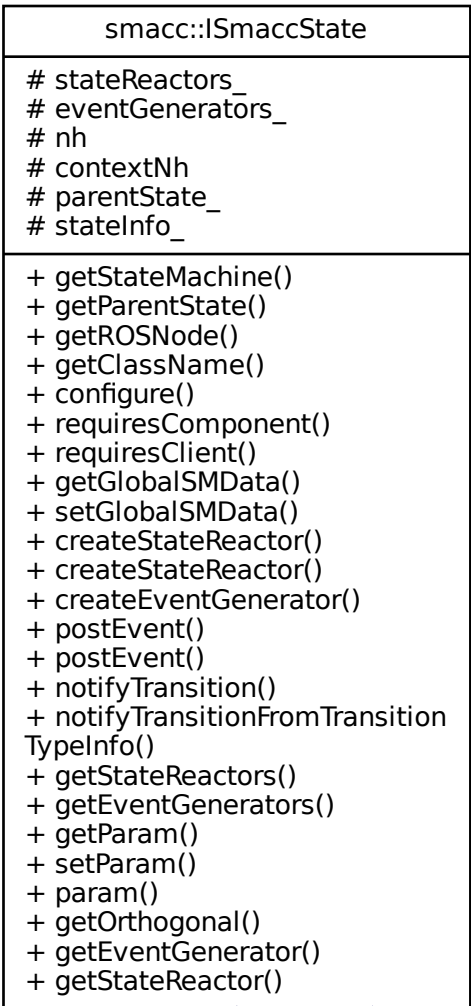 smacc::ISmaccState
# stateReactors_
# eventGenerators_
# nh
# contextNh
# parentState_
# stateInfo_
+ getStateMachine()
+ getParentState()
+ getROSNode()
+ getClassName()
+ configure()
+ requiresComponent()
+ requiresClient()
+ getGlobalSMData()
+ setGlobalSMData()
+ createStateReactor()
+ createStateReactor()
+ createEventGenerator()
+ postEvent()
+ postEvent()
+ notifyTransition()
+ notifyTransitionFromTransition
TypeInfo()
+ getStateReactors()
+ getEventGenerators()
+ getParam()
+ setParam()
+ param()
+ getOrthogonal()
+ getEventGenerator()
+ getStateReactor()